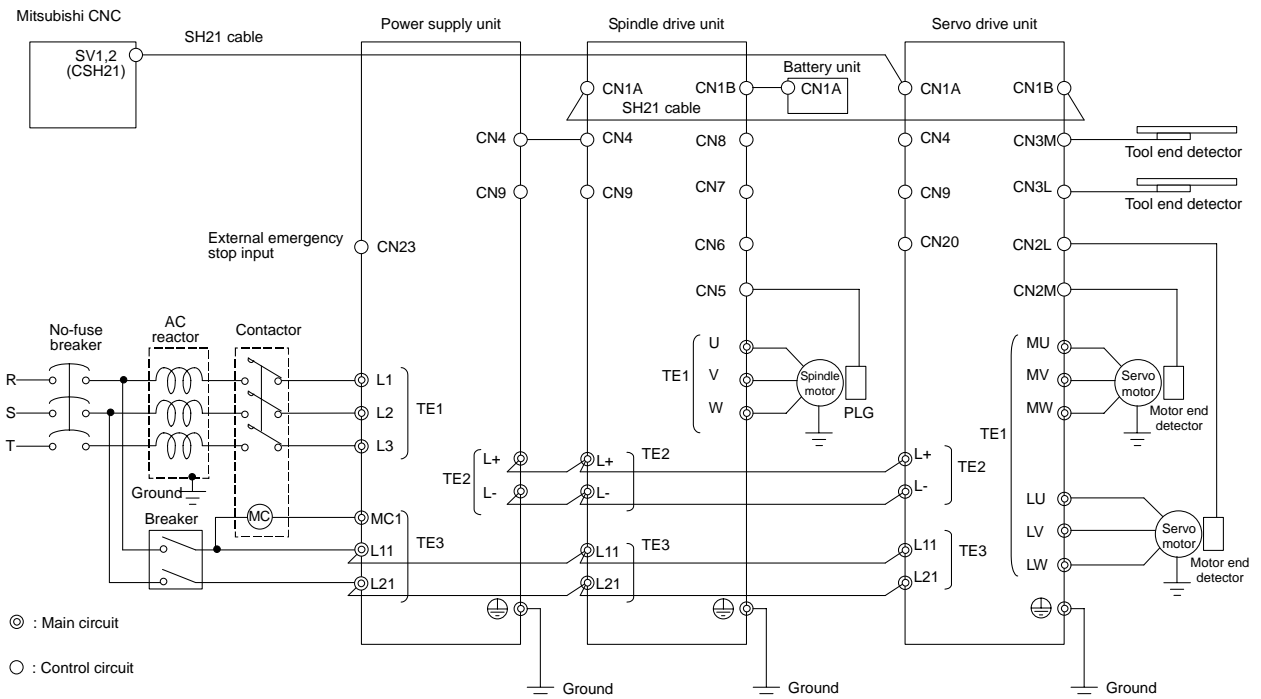 Mitsubishi CNC
Power supply unit
Spindle drive unit
Servo drive unit
SH21 cable
SV1,2
(CSH21)
Battery unit
CN1A
CN1B
CN1A
CN1A
CN1B
SH21 cable
CN4
CN4
CN8
CN4
CN3M
Tool end detector
CN9
CN9
CN7
CN9
CN3L
Tool end detector
External emergency
stop input
CN23
CN6
CN20
CN2L
CN5
CN2M
No-fuse
breaker
AC
reactor
Contactor
R
S
T
L1
L2
L3
TE1
TE1
U
V
W
Spindle
motor
PLG
TE1
MU
MV
MW
Servo
motor
Motor end
detector
TE2
L+
L-
L+
L-
TE2
L+
L-
TE2
Ground
Breaker
MC
MC1
L11
L21
TE3
L11
L21
TE3
L11
L21
TE3
LU
LV
LW
Servo
motor
Motor end
detector
: Main circuit
: Control circuit
Ground
Ground
Ground